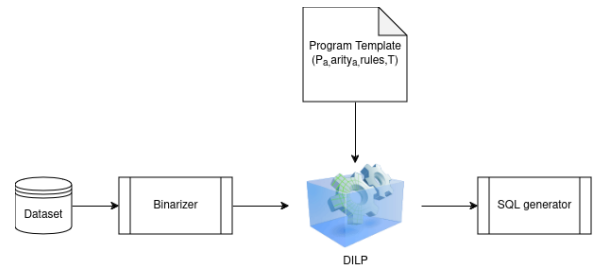 Program Template
(Pa,aritya,rules,T)
Dataset
Binarizer
SQL generator
DILP